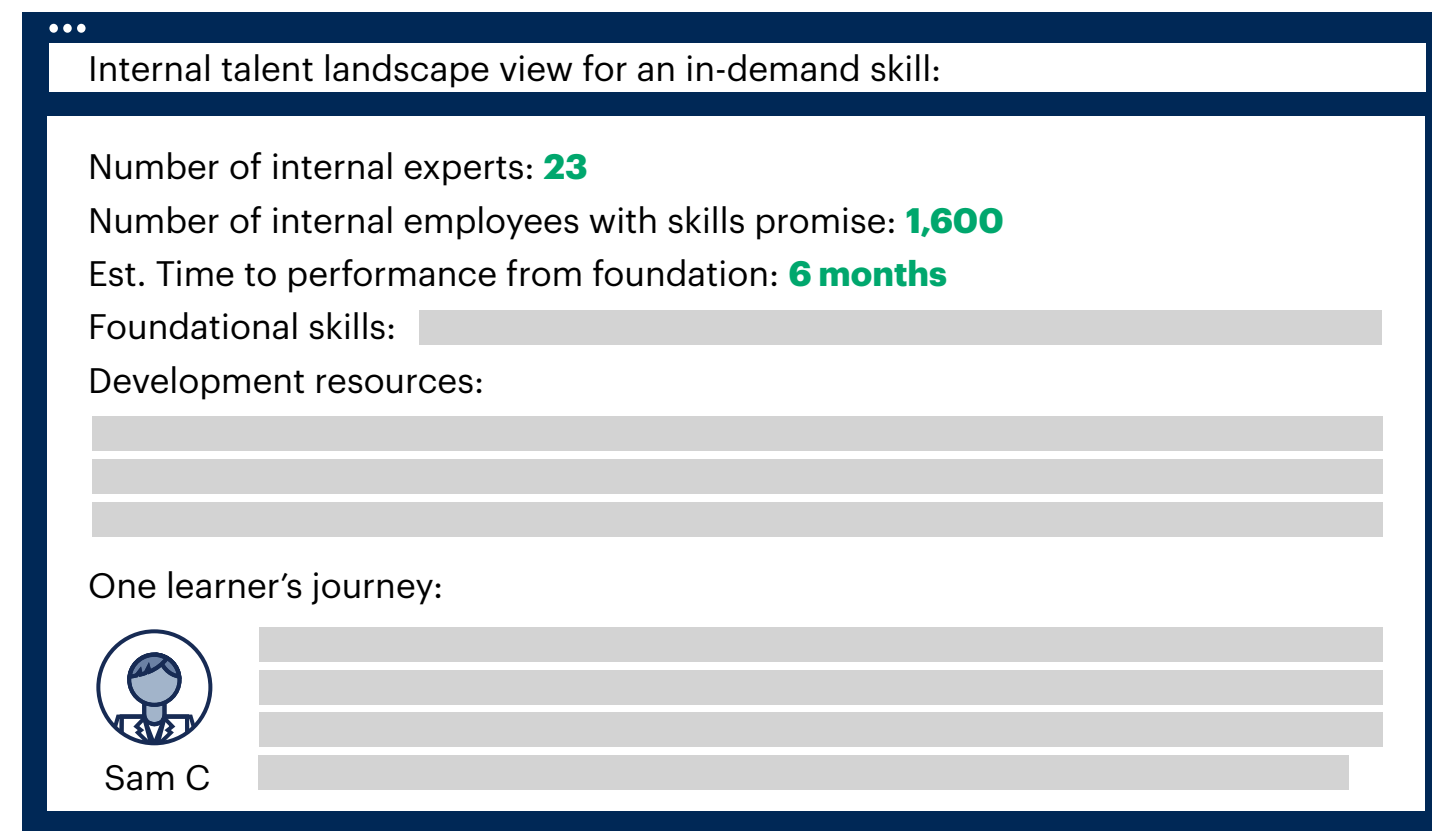 Internal talent landscape view for an in-demand skill:
Number of internal experts: 23
Number of internal employees with skills promise: 1,600
Est. Time to performance from foundation: 6 months
Foundational skills:
Development resources:
One learner’s journey:
Sam C